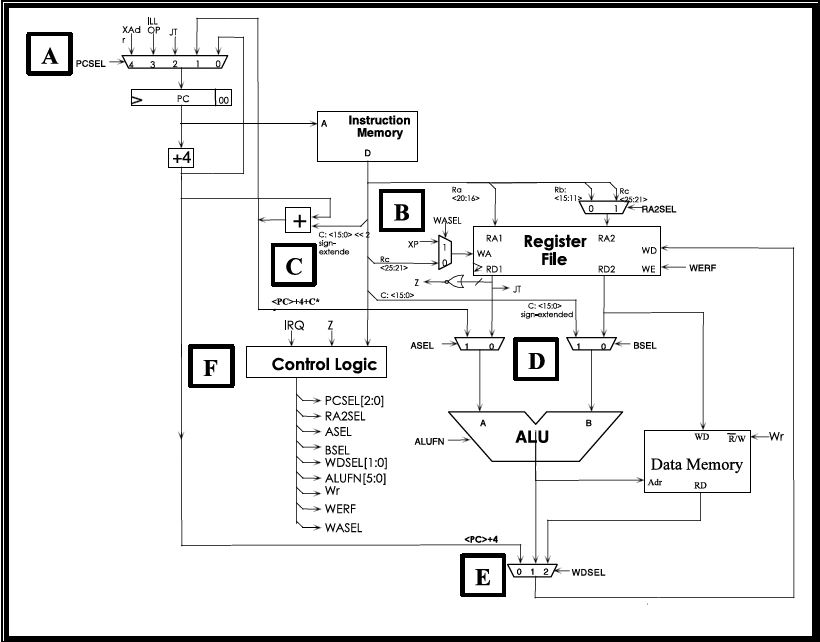 XAd
r
ILL
OP
JT
A
PCSEL
4 3 2 1 0
PC 00
+4
A Instruction
Memory
D
B
Ra
<20:16>
Rb:
<15:11>
Rc
<25:21>
0 1
RA2SEL
WASEL
XP
1
0
Rc
<25:21>
RA1 RA2
Register
File
WA
WD
RD1 RD2 WE
WERF
+
C: <15:0> << 2
sign-
extende
C
Z
JT
C: <15:0>
<PC>+4+C*
C: <15:0>
sign-extended
IRQ Z
F
Control Logic
ASEL
1 0
D
1 0
BSEL
PCSEL[2:0]
RA2SEL
ASEL
BSEL
WDSEL[1:0]
ALUFN[5:0]
Wr
WERF
WASEL
A B
ALU
ALUFN
WD R/W
Wr
Data Memory
Adr RD
<PC>+4
E
0 1 2
WDSEL